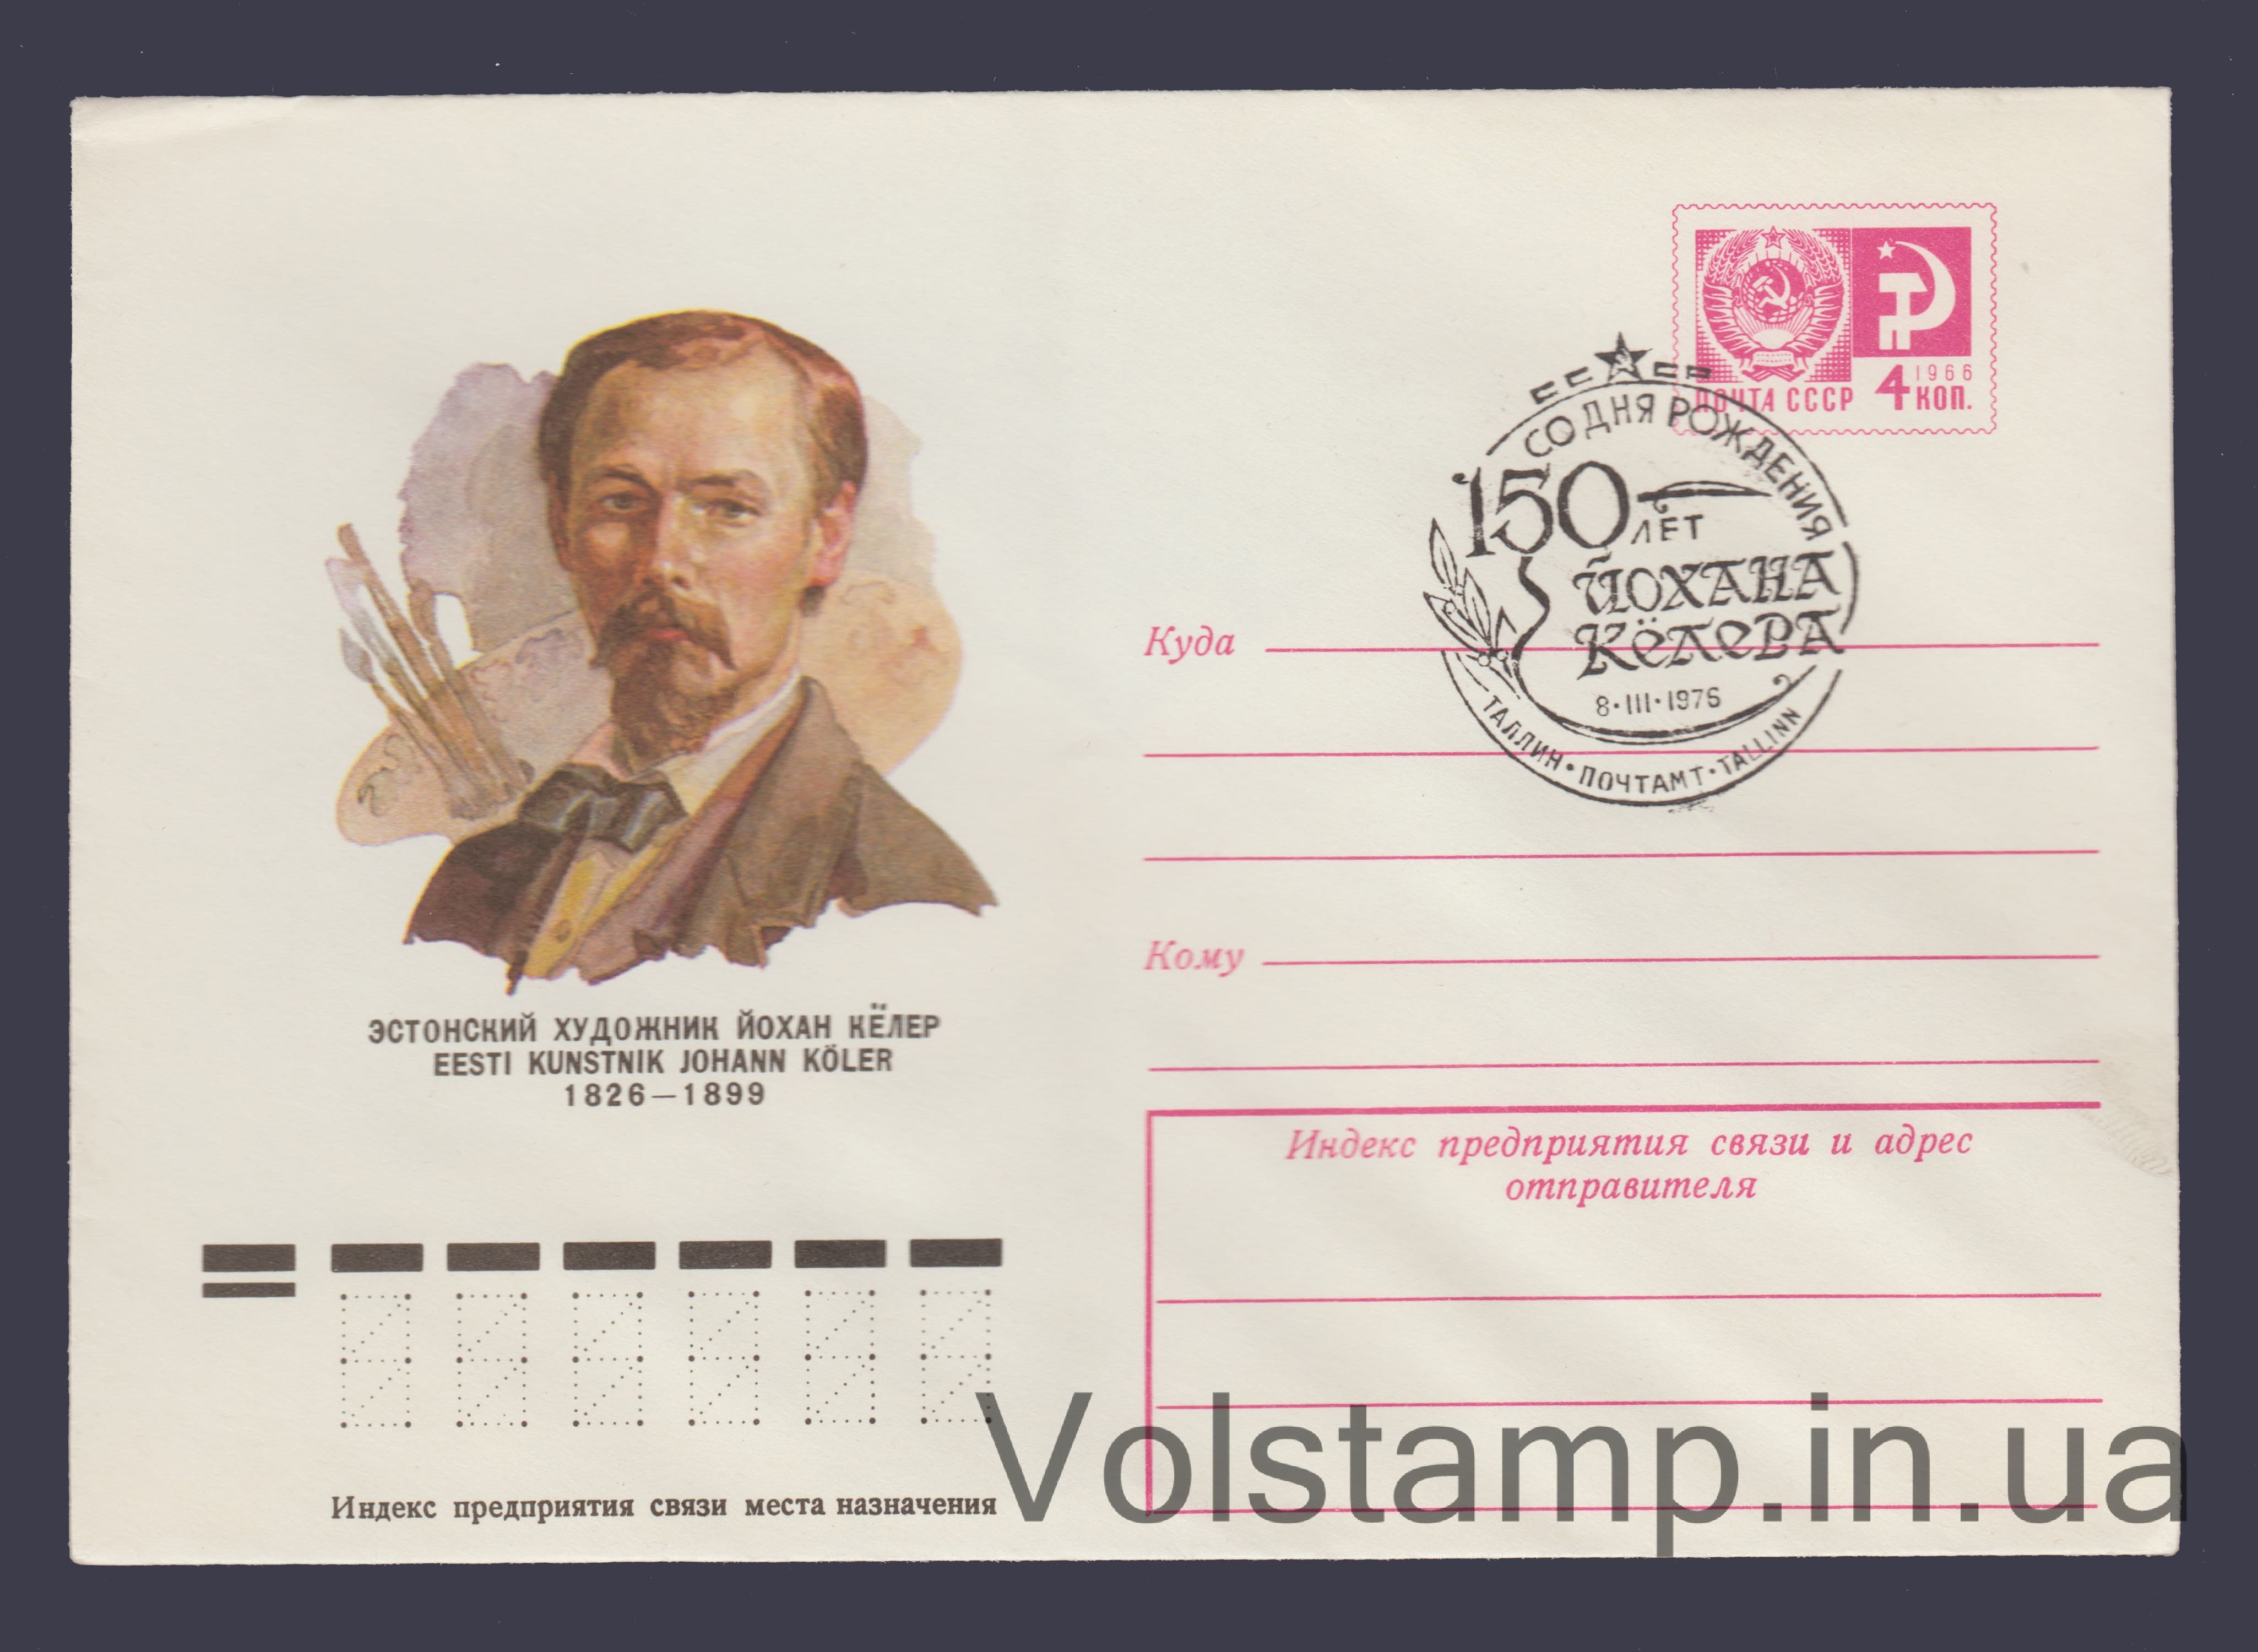 ЭСТОНСКИЙ ХУДОЖНИК ЙОХАН КЁЛЕР
EESTI KUNSTNIK JOHANN KÖLER
1826—1899
Индекс предприятия связи места назначения
1966
ПОЧТА СССР 4 КОП.
СССР
СО ДНЯ РОЖДЕНИЯ
150 ЛЕТ
ЙОХАНА
КЁЛЕРА
8·III·1976
ТАЛЛИН·ПОЧТАМТ·TALLINN
Куда
Кому
Индекс предприятия связи и адрес
отправителя
Volstamp.in.ua